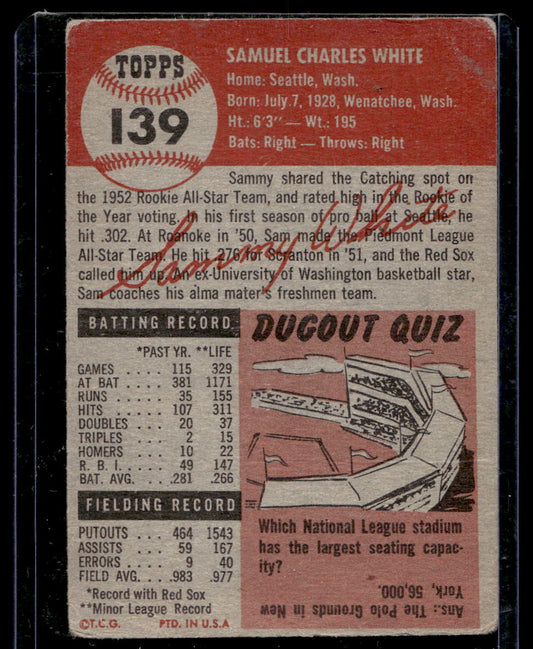 TOPPS
139
SAMUEL CHARLES WHITE
Home: Seattle, Wash.
Born: July 7, 1928, Wenatchee, Wash.
Ht.: 6'3" — Wt.: 195
Bats: Right — Throws: Right
Sammy shared the Catching spot on
the 1952 Rookie All-Star Team, and rated high in the Rookie of
the Year voting. In his first season of pro ball at Seattle, he
hit .302. At Roanoke in '50, Sam made the Piedmont League
All-Star Team. He hit .276 for Scranton in '51, and the Red Sox
called him up. An ex-University of Washington basketball star,
Sam coaches his alma mater's freshmen team.
Sammy White
BATTING RECORD
*PAST YR. **LIFE
GAMES . . . . . 115 329
AT BAT . . . . 381 1171
RUNS . . . . . 35 155
HITS . . . . . 107 311
DOUBLES . . . 20 37
TRIPLES . . . . 2 15
HOMERS . . . . 10 22
R. B. I. . . . . . 49 147
BAT. AVG. . . . .281 .266
FIELDING RECORD
PUTOUTS . . . 464 1543
ASSISTS . . . . 59 167
ERRORS . . . . 9 40
FIELD AVG. . . .983 .977
*Record with Red Sox
**Minor League Record
©T.C.G. PTD. IN U.S.A
DUGOUT QUIZ
Which National League stadium
has the largest seating capac-
ity?
Ans.: The Polo Grounds in New
York, 56,000.